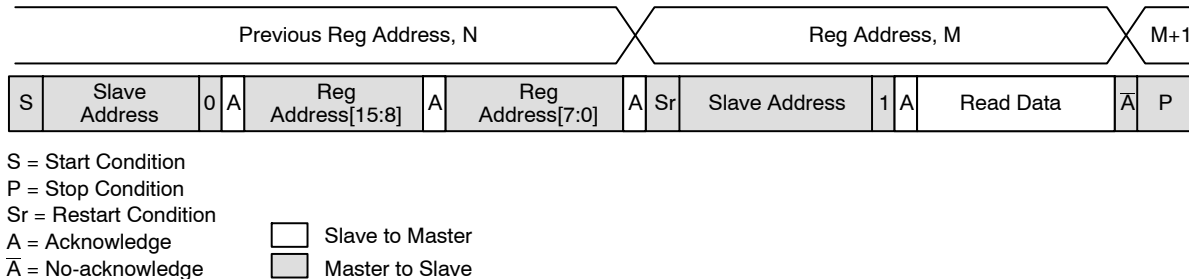 Previous Reg Address, N Reg Address, M M+1
S Slave Address 0 A Reg Address[15:8] A Reg Address[7:0] A Sr Slave Address 1 A Read Data A̅ P
S = Start Condition
P = Stop Condition
Sr = Restart Condition
A = Acknowledge
A̅ = No-acknowledge
Slave to Master
Master to Slave